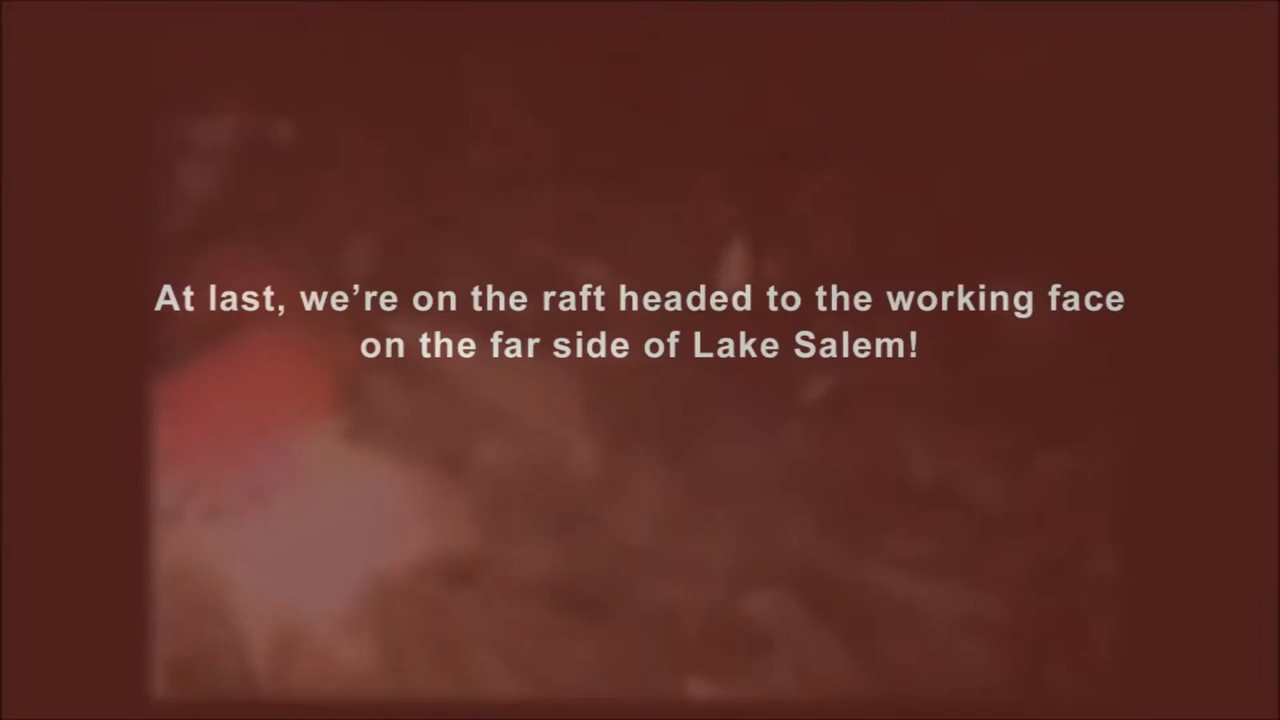 At last, we’re on the raft headed to the working face
on the far side of Lake Salem!